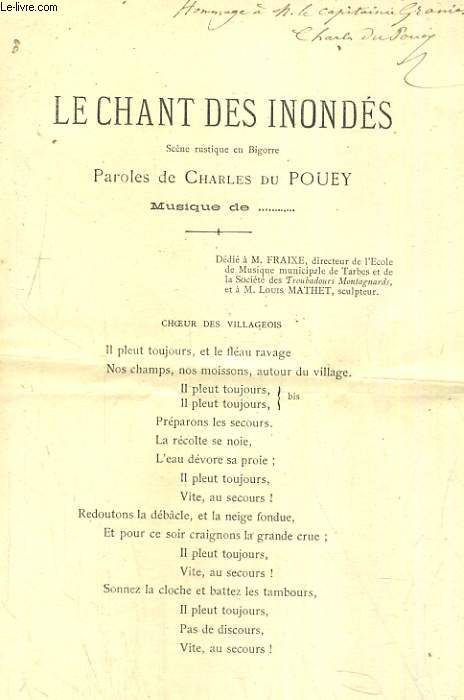 Le-livre.com
Hommage à M. le capitaine
Charles du Pouey
LE CHANT DES INONDÉS
Scène rustique en Bigorre
Paroles de CHARLES DU POUEY
Musique de ............
Dédié à M. FRAIXE, directeur de l'Ecole
de Musique municipale de Tarbes et de
la Société des Troubadours Montagnards,
et à M. LOUIS MATHET, sculpteur.
CHŒUR DES VILLAGEOIS
Il pleut toujours, et le fléau ravage
Nos champs, nos moissons, autour du village.
Il pleut toujours,
Il pleut toujours, } bis
Préparons les secours.
La récolte se noie,
L'eau dévore sa proie ;
Il pleut toujours,
Vite, au secours !
Redoutons la débâcle, et la neige fondue,
Et pour ce soir craignons la grande crue ;
Il pleut toujours,
Vite, au secours !
Sonnez la cloche et battez les tambours,
Il pleut toujours,
Pas de discours,
Vite, au secours !